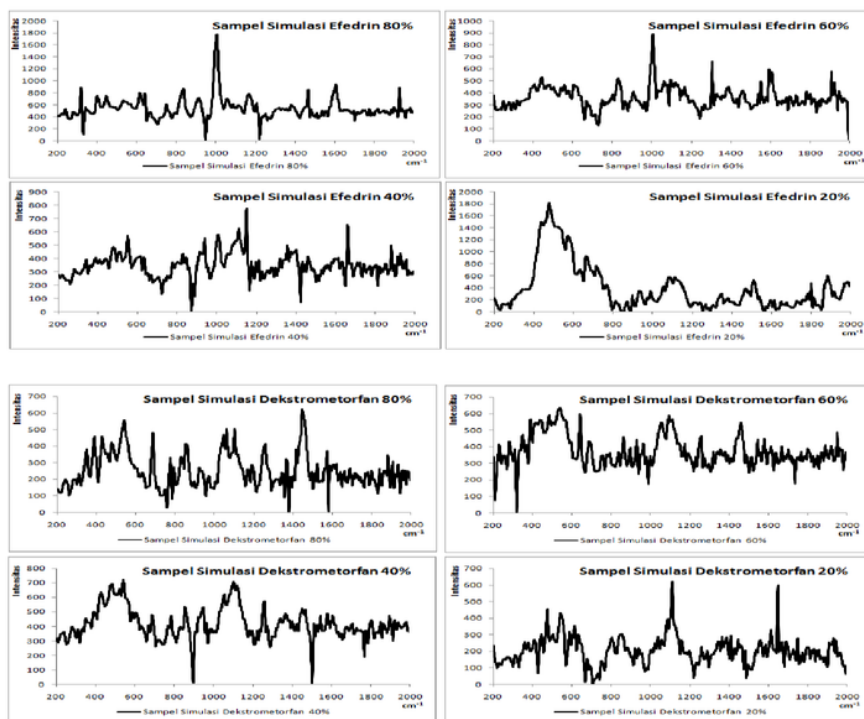 Sampel Simulasi Efedrin 80%
Intensitas
2000
1800
1600
1400
1200
1000
800
600
400
200
0
200 400 600 800 1000 1200 1400 1600 1800 2000
cm⁻¹
Sampel Simulasi Efedrin 80%
Sampel Simulasi Efedrin 60%
Intensitas
1000
900
800
700
600
500
400
300
200
100
0
200 400 600 800 1000 1200 1400 1600 1800 2000
cm⁻¹
Sampel Simulasi Efedrin 60%
Sampel Simulasi Efedrin 40%
Intensitas
900
800
700
600
500
400
300
200
100
0
200 400 600 800 1000 1200 1400 1600 1800 2000
cm⁻¹
Sampel Simulasi Efedrin 40%
Sampel Simulasi Efedrin 20%
Intensitas
2000
1800
1600
1400
1200
1000
800
600
400
200
0
200 400 600 800 1000 1200 1400 1600 1800 2000
cm⁻¹
Sampel Simulasi Efedrin 20%
Sampel Simulasi Dekstrometorfan 80%
Intensitas
700
600
500
400
300
200
100
0
200 400 600 800 1000 1200 1400 1600 1800 2000
cm⁻¹
Sampel Simulasi Dekstrometorfan 80%
Sampel Simulasi Dekstrometorfan 60%
Intensitas
700
600
500
400
300
200
100
0
200 400 600 800 1000 1200 1400 1600 1800 2000
cm⁻¹
Sampel Simulasi Dekstrometorfan 60%
Sampel Simulasi Dekstrometorfan 40%
Intensitas
800
700
600
500
400
300
200
100
0
200 400 600 800 1000 1200 1400 1600 1800 2000
cm⁻¹
Sampel Simulasi Dekstrometorfan 40%
Sampel Simulasi Dekstrometorfan 20%
Intensitas
700
600
500
400
300
200
100
0
200 400 600 800 1000 1200 1400 1600 1800 2000
cm⁻¹
Sampel Simulasi Dekstrometorfan 20%